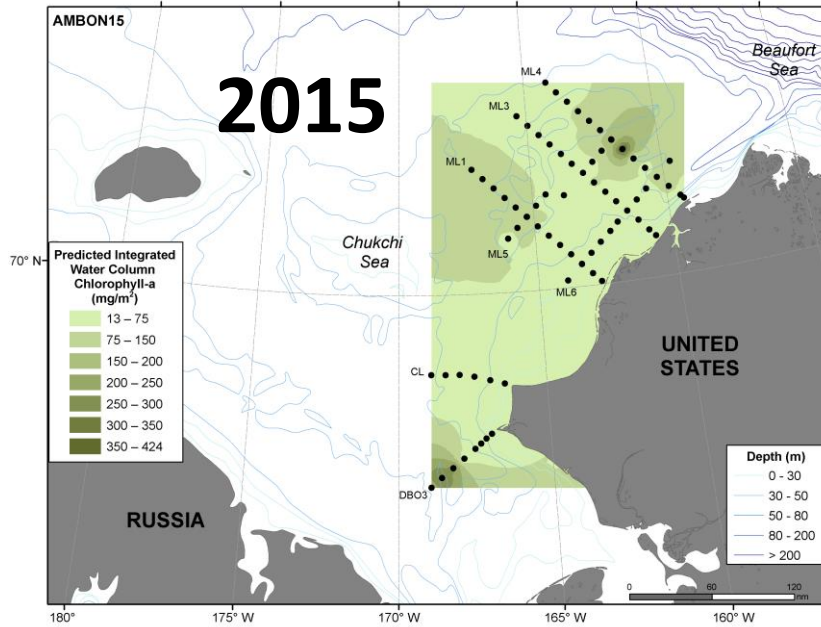 AMBON15
2015
Beaufort
Sea
ML4
ML3
ML1
Chukchi
Sea
ML5
ML6
70° N
Predicted Integrated
Water Column
Chlorophyll-a
(mg/m²)
13 – 75
75 – 150
150 – 200
200 – 250
250 – 300
300 – 350
350 – 424
UNITED
STATES
CL
DBO3
RUSSIA
Depth (m)
0 - 30
30 - 50
50 - 80
80 - 200
> 200
0 60 120
nm
180° 175°W 170°W 165°W 160°W